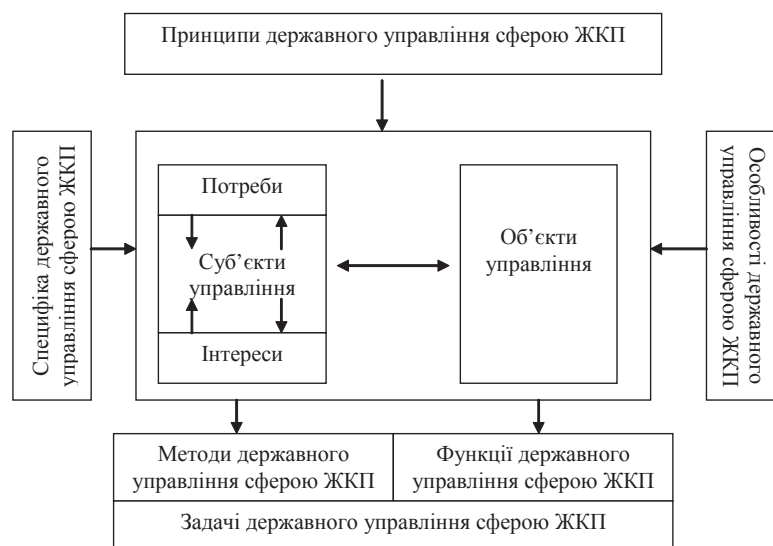 Принципи державного управління сферою ЖКП
Специфіка державного
управління сферою ЖКП
Потреби
Суб’єкти
управління
Інтереси
Об’єкти
управління
Особливості державного
управління сферою ЖКП
Методи державного
управління сферою ЖКП
Функції державного
управління сферою ЖКП
Задачі державного управління сферою ЖКП